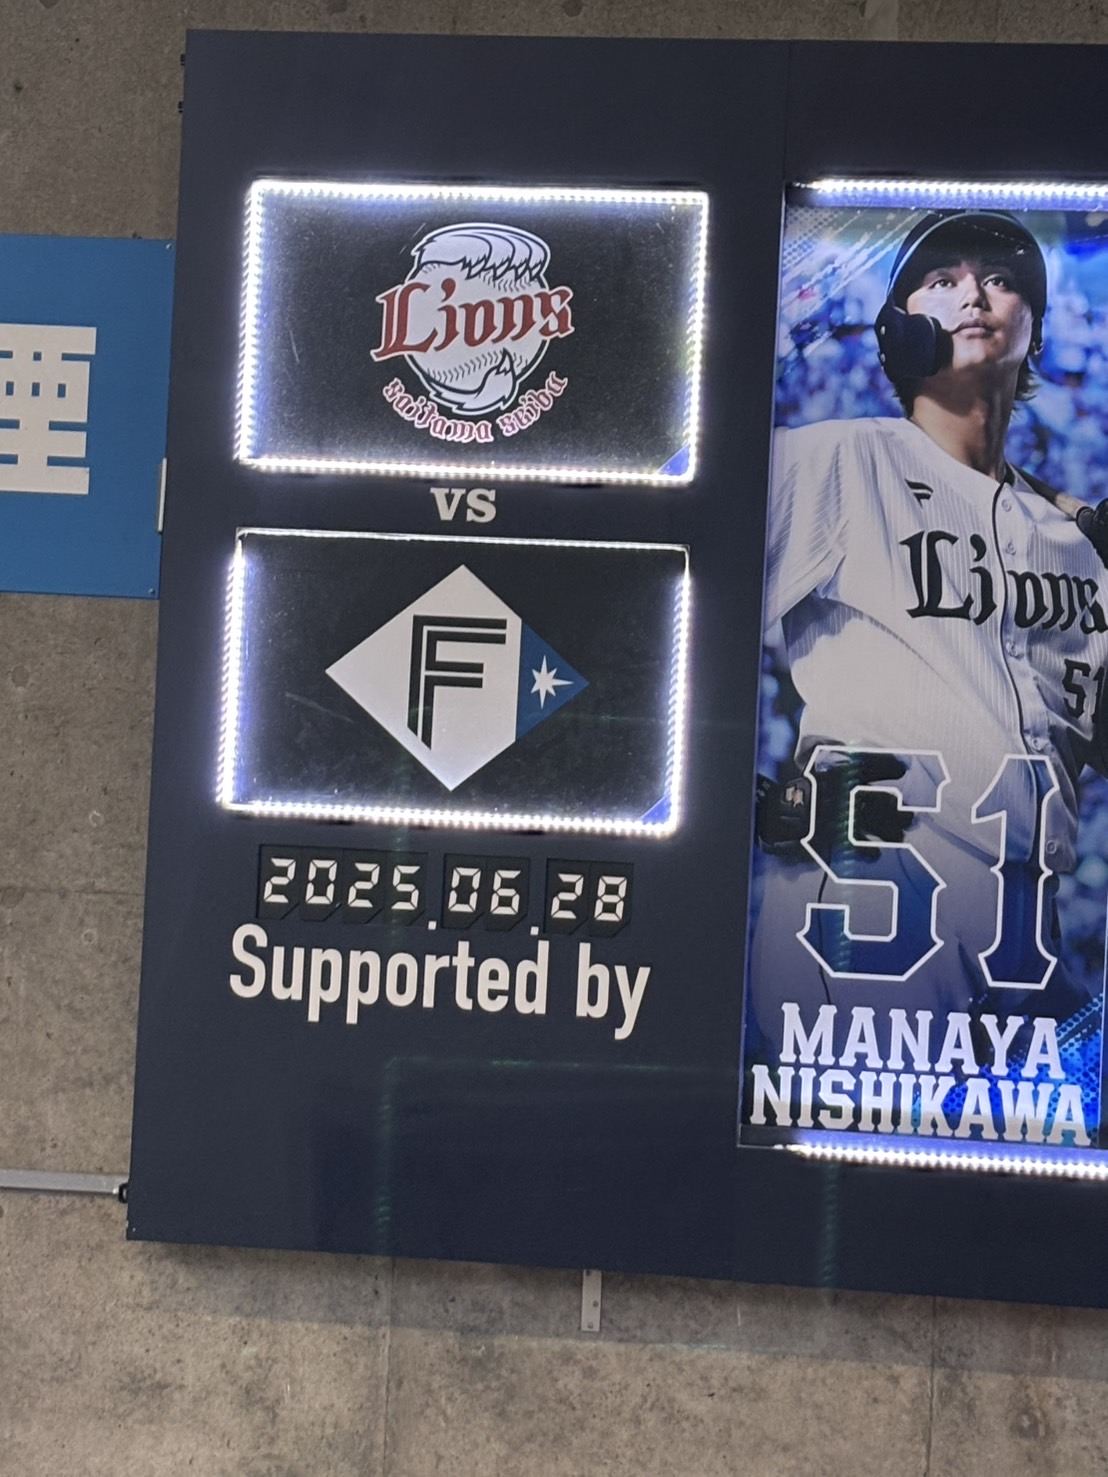 Lions
saitama seibu
VS
F
2025.06.28
Supported by
Lions
51
51
MANAYA
NISHIKAWA